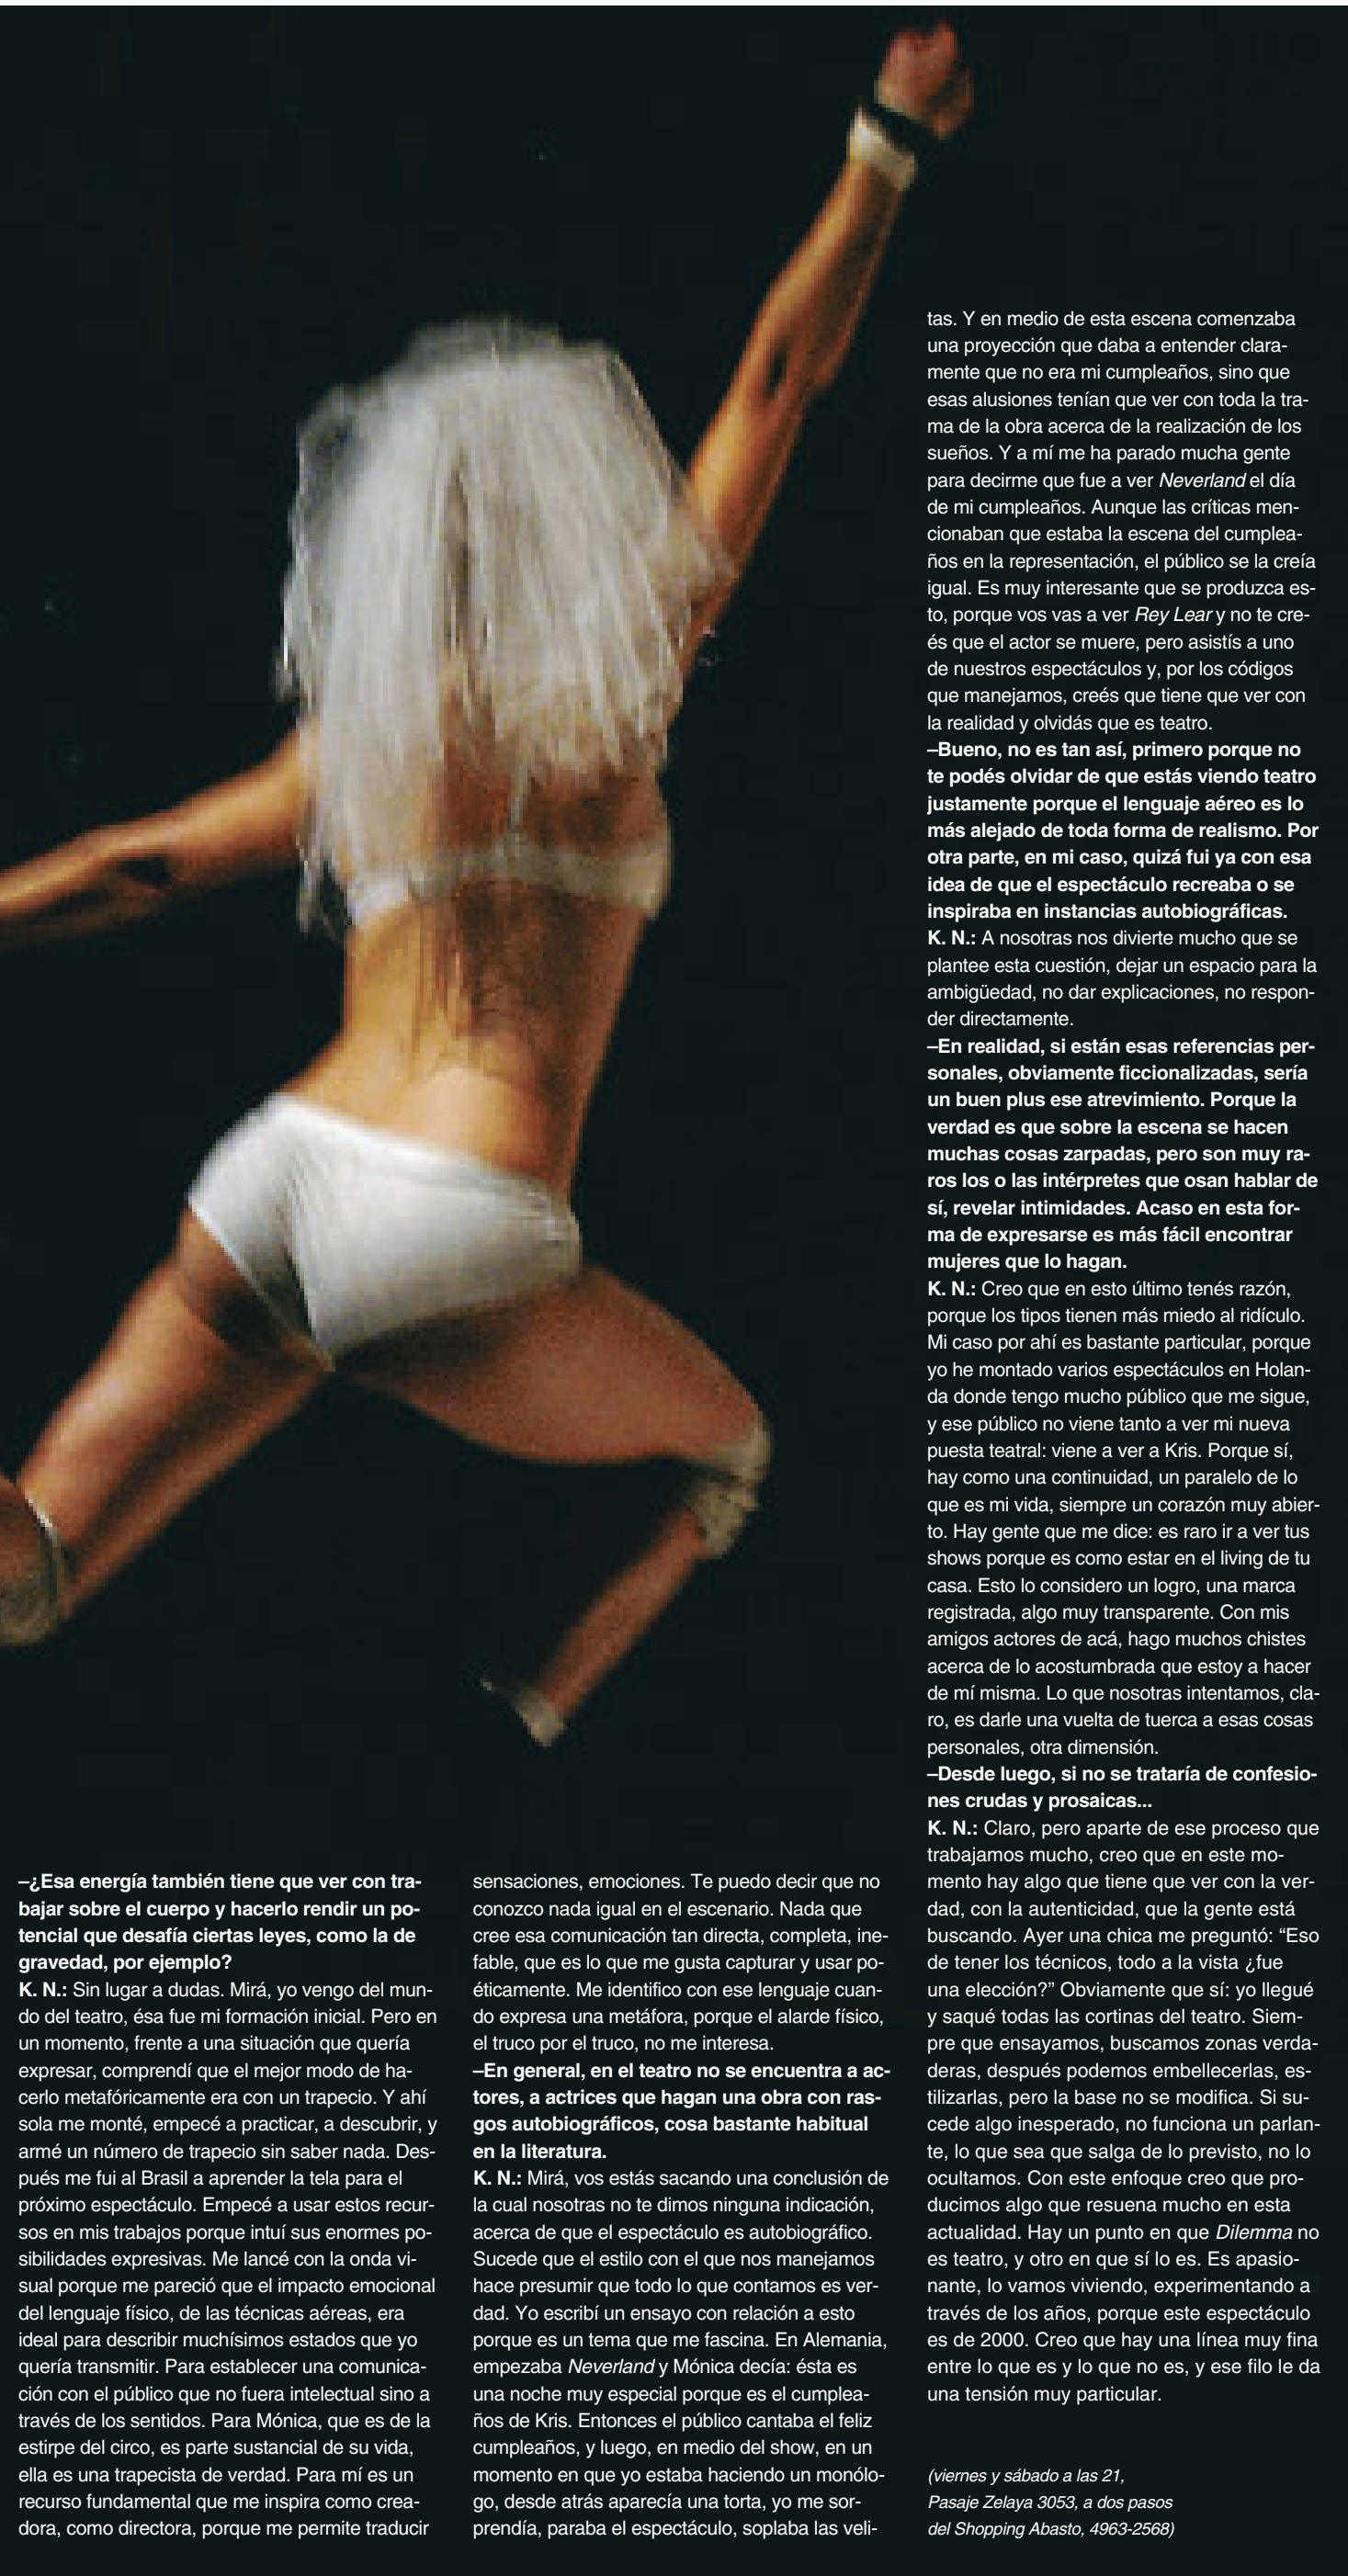 –¿Esa energía también tiene que ver con tra-
bajar sobre el cuerpo y hacerlo rendir un po-
tencial que desafía ciertas leyes, como la de
gravedad, por ejemplo?
K. N.: Sin lugar a dudas. Mirá, yo vengo del mun-
do del teatro, ésa fue mi formación inicial. Pero en
un momento, frente a una situación que quería
expresar, comprendí que el mejor modo de ha-
cerlo metafóricamente era con un trapecio. Y ahí
sola me monté, empecé a practicar, a descubrir, y
armé un número de trapecio sin saber nada. Des-
pués me fui al Brasil a aprender la tela para el
próximo espectáculo. Empecé a usar estos recur-
sos en mis trabajos porque intuí sus enormes po-
sibilidades expresivas. Me lancé con la onda vi-
sual porque me pareció que el impacto emocional
del lenguaje físico, de las técnicas aéreas, era
ideal para describir muchísimos estados que yo
quería transmitir. Para establecer una comunica-
ción con el público que no fuera intelectual sino a
través de los sentidos. Para Mónica, que es de la
estirpe del circo, es parte sustancial de su vida,
ella es una trapecista de verdad. Para mí es un
recurso fundamental que me inspira como crea-
dora, como directora, porque me permite traducir
sensaciones, emociones. Te puedo decir que no
conozco nada igual en el escenario. Nada que
cree esa comunicación tan directa, completa, ine-
fable, que es lo que me gusta capturar y usar po-
éticamente. Me identifico con ese lenguaje cuan-
do expresa una metáfora, porque el alarde físico,
el truco por el truco, no me interesa.
–En general, en el teatro no se encuentra a ac-
tores, a actrices que hagan una obra con ras-
gos autobiográficos, cosa bastante habitual
en la literatura.
K. N.: Mirá, vos estás sacando una conclusión de
la cual nosotras no te dimos ninguna indicación,
acerca de que el espectáculo es autobiográfico.
Sucede que el estilo con el que nos manejamos
hace presumir que todo lo que contamos es ver-
dad. Yo escribí un ensayo con relación a esto
porque es un tema que me fascina. En Alemania,
empezaba Neverland y Mónica decía: ésta es
una noche muy especial porque es el cumplea-
ños de Kris. Entonces el público cantaba el feliz
cumpleaños, y luego, en medio del show, en un
momento en que yo estaba haciendo un monólo-
go, desde atrás aparecía una torta, yo me sor-
prendía, paraba el espectáculo, soplaba las veli-
tas. Y en medio de esta escena comenzaba
una proyección que daba a entender clara-
mente que no era mi cumpleaños, sino que
esas alusiones tenían que ver con toda la tra-
ma de la obra acerca de la realización de los
sueños. Y a mí me ha parado mucha gente
para decirme que fue a ver Neverland el día
de mi cumpleaños. Aunque las críticas men-
cionaban que estaba la escena del cumplea-
ños en la representación, el público se la creía
igual. Es muy interesante que se produzca es-
to, porque vos vas a ver Rey Lear y no te cre-
és que el actor se muere, pero asistís a uno
de nuestros espectáculos y, por los códigos
que manejamos, creés que tiene que ver con
la realidad y olvidás que es teatro.
–Bueno, no es tan así, primero porque no
te podés olvidar de que estás viendo teatro
justamente porque el lenguaje aéreo es lo
más alejado de toda forma de realismo. Por
otra parte, en mi caso, quizá fui ya con esa
idea de que el espectáculo recreaba o se
inspiraba en instancias autobiográficas.
K. N.: A nosotras nos divierte mucho que se
plantee esta cuestión, dejar un espacio para la
ambigüedad, no dar explicaciones, no respon-
der directamente.
–En realidad, si están esas referencias per-
sonales, obviamente ficcionalizadas, sería
un buen plus ese atrevimiento. Porque la
verdad es que sobre la escena se hacen
muchas cosas zarpadas, pero son muy ra-
ros los o las intérpretes que osan hablar de
sí, revelar intimidades. Acaso en esta for-
ma de expresarse es más fácil encontrar
mujeres que lo hagan.
K. N.: Creo que en esto último tenés razón,
porque los tipos tienen más miedo al ridículo.
Mi caso por ahí es bastante particular, porque
yo he montado varios espectáculos en Holan-
da donde tengo mucho público que me sigue,
y ese público no viene tanto a ver mi nueva
puesta teatral: viene a ver a Kris. Porque sí,
hay como una continuidad, un paralelo de lo
que es mi vida, siempre un corazón muy abier-
to. Hay gente que me dice: es raro ir a ver tus
shows porque es como estar en el living de tu
casa. Esto lo considero un logro, una marca
registrada, algo muy transparente. Con mis
amigos actores de acá, hago muchos chistes
acerca de lo acostumbrada que estoy a hacer
de mí misma. Lo que nosotras intentamos, cla-
ro, es darle una vuelta de tuerca a esas cosas
personales, otra dimensión.
–Desde luego, si no se trataría de confesio-
nes crudas y prosaicas...
K. N.: Claro, pero aparte de ese proceso que
trabajamos mucho, creo que en este mo-
mento hay algo que tiene que ver con la ver-
dad, con la autenticidad, que la gente está
buscando. Ayer una chica me preguntó: “Eso
de tener los técnicos, todo a la vista ¿fue
una elección?” Obviamente que sí: yo llegué
y saqué todas las cortinas del teatro. Siem-
pre que ensayamos, buscamos zonas verda-
deras, después podemos embellecerlas, es-
tilizarlas, pero la base no se modifica. Si su-
cede algo inesperado, no funciona un parlan-
te, lo que sea que salga de lo previsto, no lo
ocultamos. Con este enfoque creo que pro-
ducimos algo que resuena mucho en esta
actualidad. Hay un punto en que Dilemma no
es teatro, y otro en que sí lo es. Es apasio-
nante, lo vamos viviendo, experimentando a
través de los años, porque este espectáculo
es de 2000. Creo que hay una línea muy fina
entre lo que es y lo que no es, y ese filo le da
una tensión muy particular.
(viernes y sábado a las 21,
Pasaje Zelaya 3053, a dos pasos
del Shopping Abasto, 4963-2568)